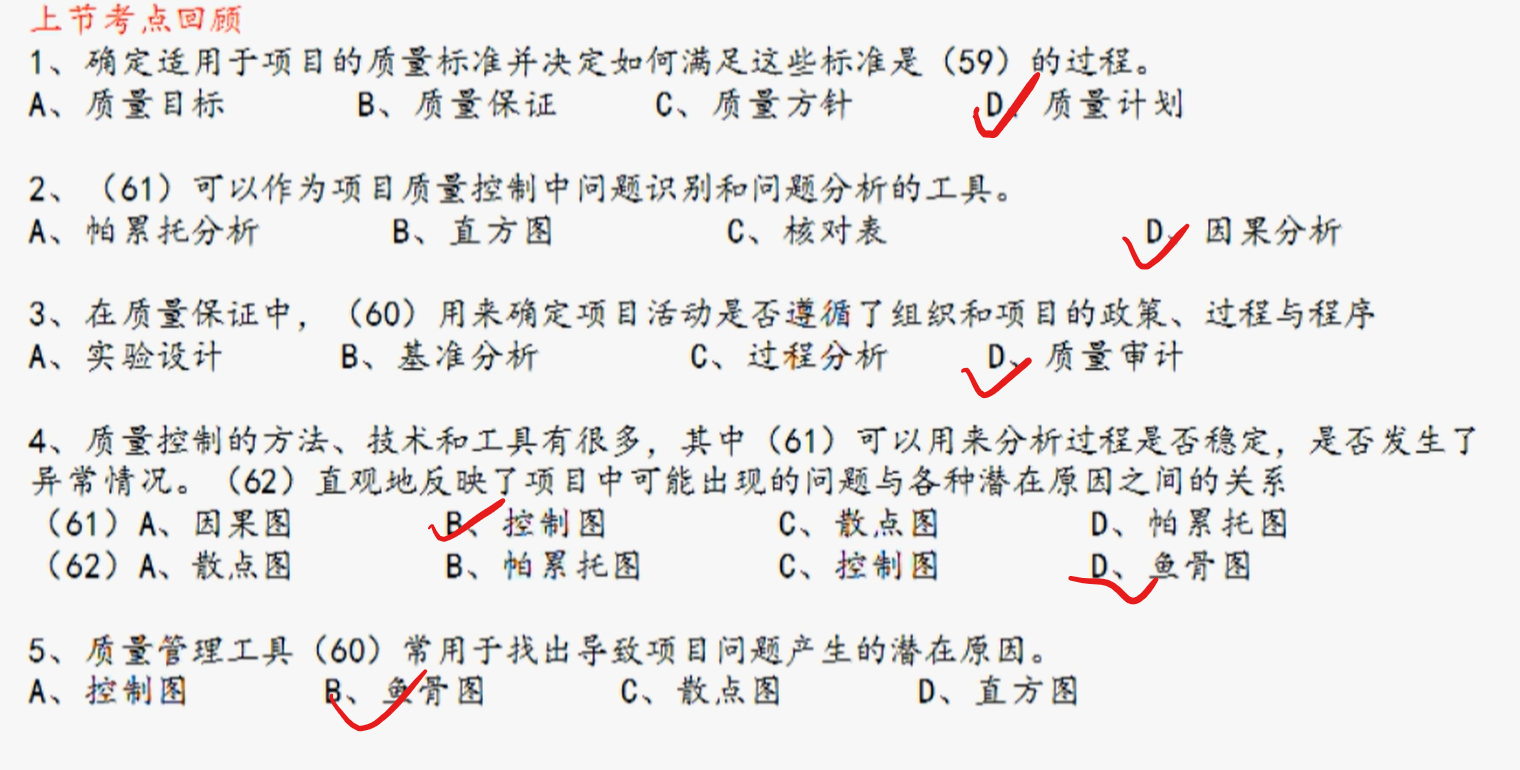 上节考点回顾
1、确定适用于项目的质量标准并决定如何满足这些标准是（59）的过程。
A、质量目标 B、质量保证 C、质量方针 D、质量计划
2、（61）可以作为项目质量控制中问题识别和问题分析的工具。
A、帕累托分析 B、直方图 C、核对表 D、因果分析
3、在质量保证中，（60）用来确定项目活动是否遵循了组织和项目的政策、过程与程序
A、实验设计 B、基准分析 C、过程分析 D、质量审计
4、质量控制的方法、技术和工具有很多，其中（61）可以用来分析过程是否稳定，是否发生了
异常情况。（62）直观地反映了项目中可能出现的问题与各种潜在原因之间的关系
（61）A、因果图 B、控制图 C、散点图 D、帕累托图
（62）A、散点图 B、帕累托图 C、控制图 D、鱼骨图
5、质量管理工具（60）常用于找出导致项目问题产生的潜在原因。
A、控制图 B、鱼骨图 C、散点图 D、直方图